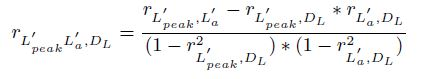 r_{L'_{peak}L'_a,D_L} = \frac{r_{L'_{peak},L'_a} - r_{L'_{peak},D_L} * r_{L'_a,D_L}}{(1 - r^2_{L'_{peak},D_L}) * (1 - r^2_{L'_a,D_L})}